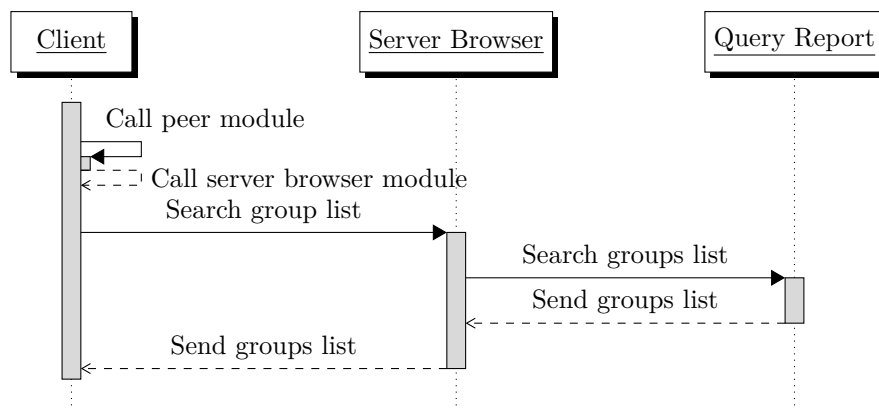 Client
Server Browser
Query Report
Call peer module
Call server browser module
Search group list
Search groups list
Send groups list
Send groups list